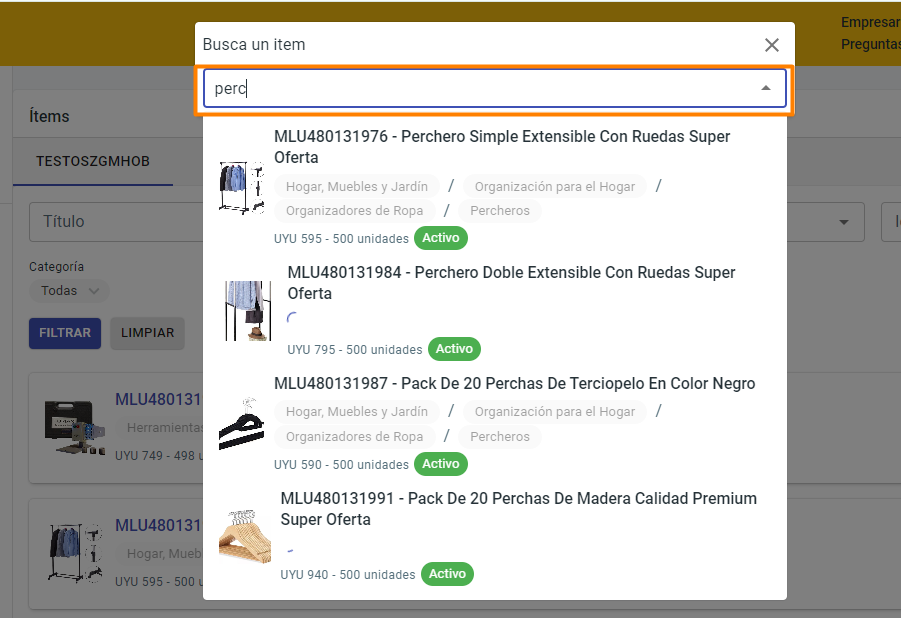 Empresar
Preguntas
Busca un item
perc
Ítems
TESTOSZGMHOB
Título
Categoría
Todas
FILTRAR
LIMPIAR
MLU4801319
Herramientas
UYU 749 - 498 u
MLU4801319
Hogar, Mueb
UYU 595 - 500 u
MLU480131976 - Perchero Simple Extensible Con Ruedas Super
Oferta
Hogar, Muebles y Jardín / Organización para el Hogar /
Organizadores de Ropa / Percheros
UYU 595 - 500 unidades Activo
MLU480131984 - Perchero Doble Extensible Con Ruedas Super
Oferta
UYU 795 - 500 unidades Activo
MLU480131987 - Pack De 20 Perchas De Terciopelo En Color Negro
Hogar, Muebles y Jardín / Organización para el Hogar /
Organizadores de Ropa / Percheros
UYU 590 - 500 unidades Activo
MLU480131991 - Pack De 20 Perchas De Madera Calidad Premium
Super Oferta
UYU 940 - 500 unidades Activo